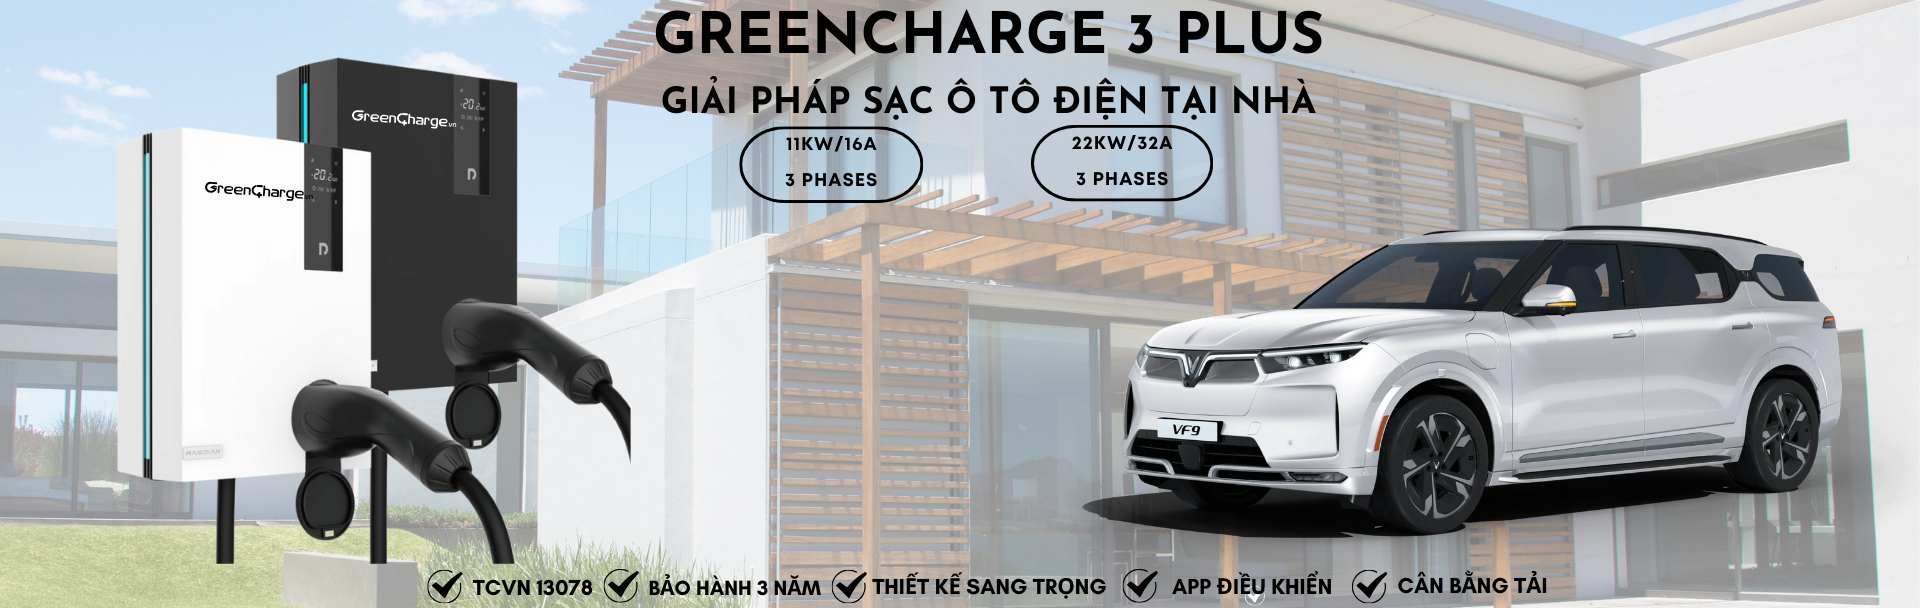 GREENCHARGE 3 PLUS
GIẢI PHÁP SẠC Ô TÔ ĐIỆN TẠI NHÀ
11KW/16A
3 PHASES
22KW/32A
3 PHASES
GreenCharge.vn
GreenCharge.vn
MARDIAN
VF9
TCVN 13078
BẢO HÀNH 3 NĂM
THIẾT KẾ SANG TRỌNG
APP ĐIỀU KHIỂN
CÂN BẰNG TẢI